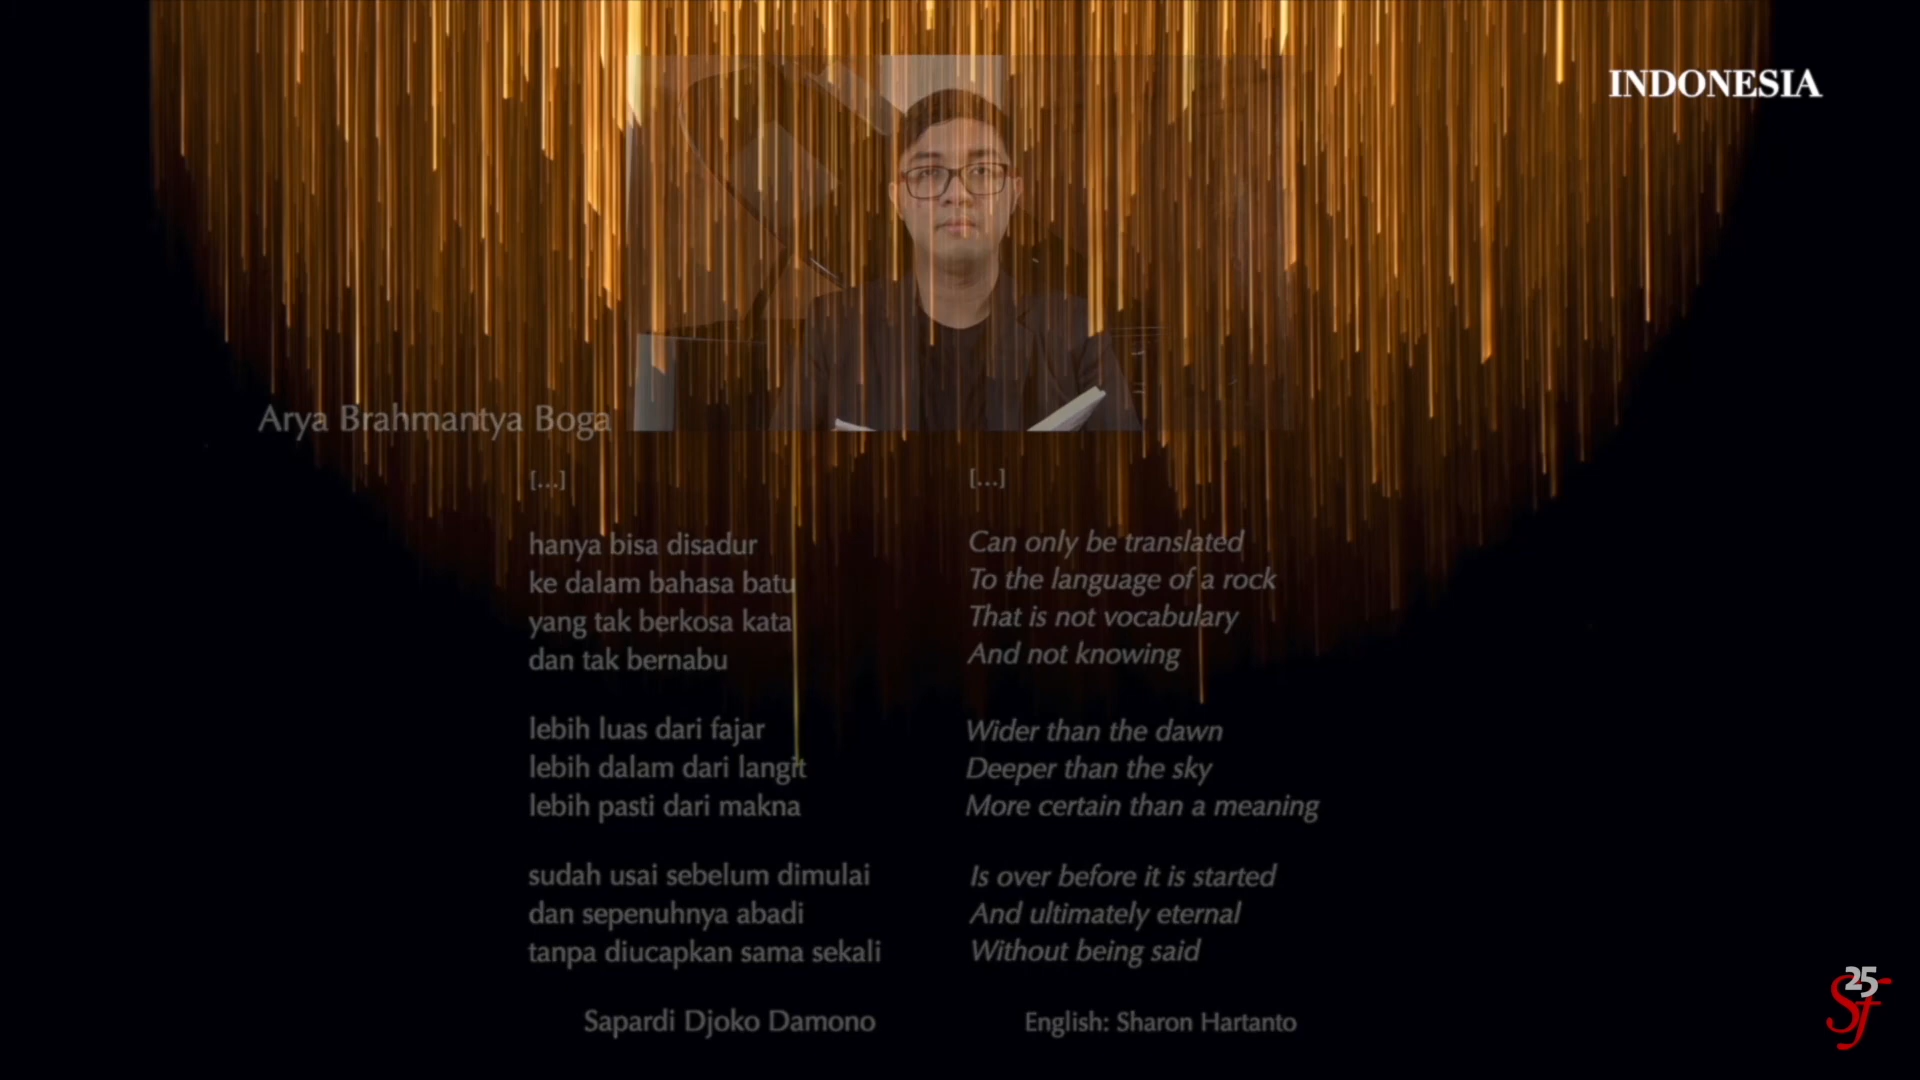 INDONESIA
Arya Brahmantya Boga
[...]
hanya bisa disadur
ke dalam bahasa batu
yang tak berkosa kata
dan tak bernabu
lebih luas dari fajar
lebih dalam dari langit
lebih pasti dari makna
sudah usai sebelum dimulai
dan sepenuhnya abadi
tanpa diucapkan sama sekali
Sapardi Djoko Damono
[...]
Can only be translated
To the language of a rock
That is not vocabulary
And not knowing
Wider than the dawn
Deeper than the sky
More certain than a meaning
Is over before it is started
And ultimately eternal
Without being said
English: Sharon Hartanto
25
Sf